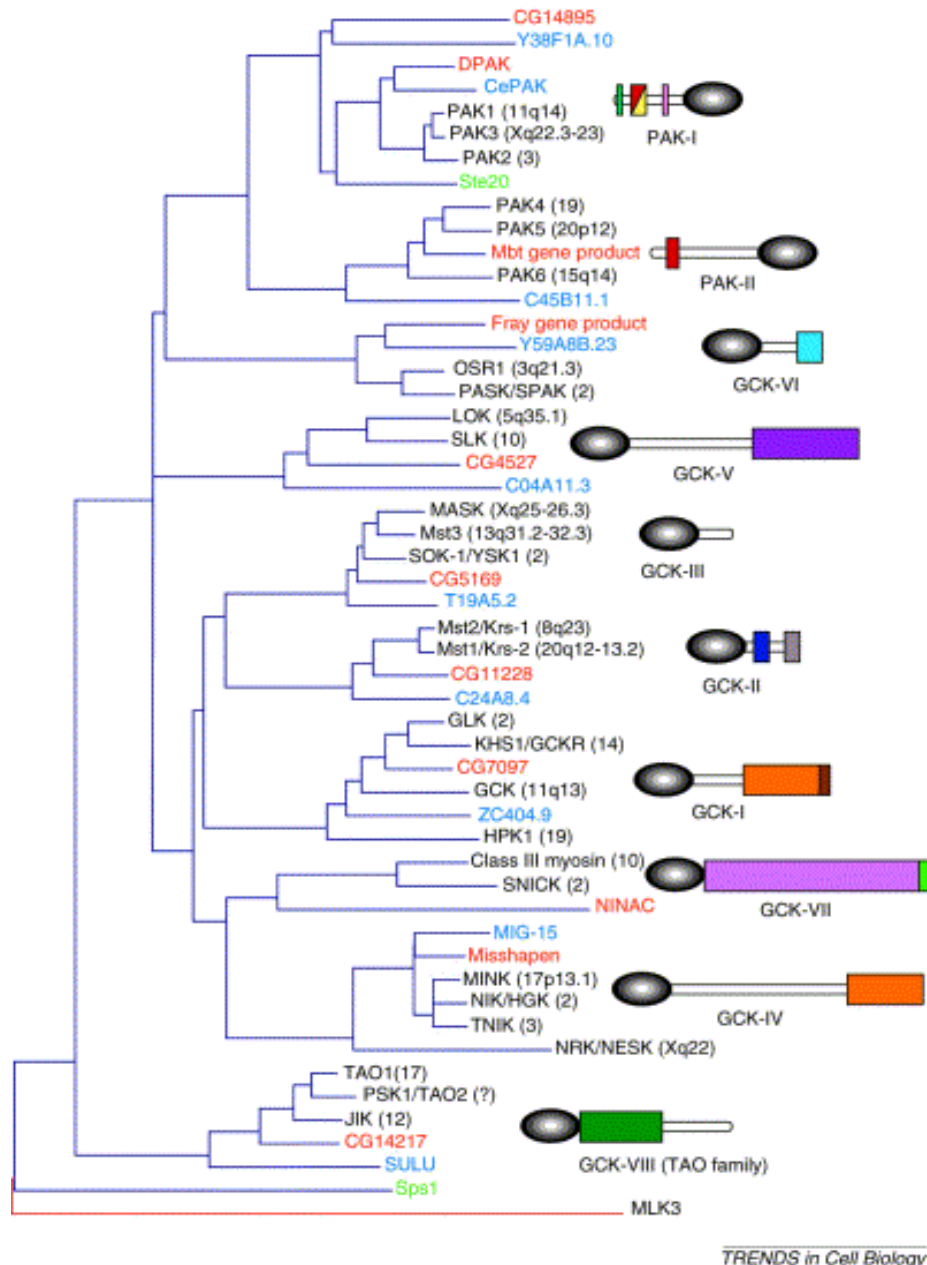 CG14895
Y38F1A.10
DPAK
CePAK
PAK1 (11q14)
PAK3 (Xq22.3-23)
PAK2 (3)
Ste20
PAK-I
PAK4 (19)
PAK5 (20p12)
Mbt gene product
PAK6 (15q14)
C45B11.1
PAK-II
Fray gene product
Y59A8B.23
OSR1 (3q21.3)
PASK/SPAK (2)
GCK-VI
LOK (5q35.1)
SLK (10)
CG4527
C04A11.3
GCK-V
MASK (Xq25-26.3)
Mst3 (13q31.2-32.3)
SOK-1/YSK1 (2)
CG5169
T19A5.2
GCK-III
Mst2/Krs-1 (8q23)
Mst1/Krs-2 (20q12-13.2)
CG11228
C24A8.4
GCK-II
GLK (2)
KHS1/GCKR (14)
CG7097
GCK (11q13)
ZC404.9
HPK1 (19)
GCK-I
Class III myosin (10)
SNICK (2)
NINAC
GCK-VII
MIG-15
Misshapen
MINK (17p13.1)
NIK/HGK (2)
TNIK (3)
NRK/NESK (Xq22)
GCK-IV
TAO1(17)
PSK1/TAO2 (?)
JIK (12)
CG14217
SULU
GCK-VIII (TAO family)
Sps1
MLK3
TRENDS in Cell Biology